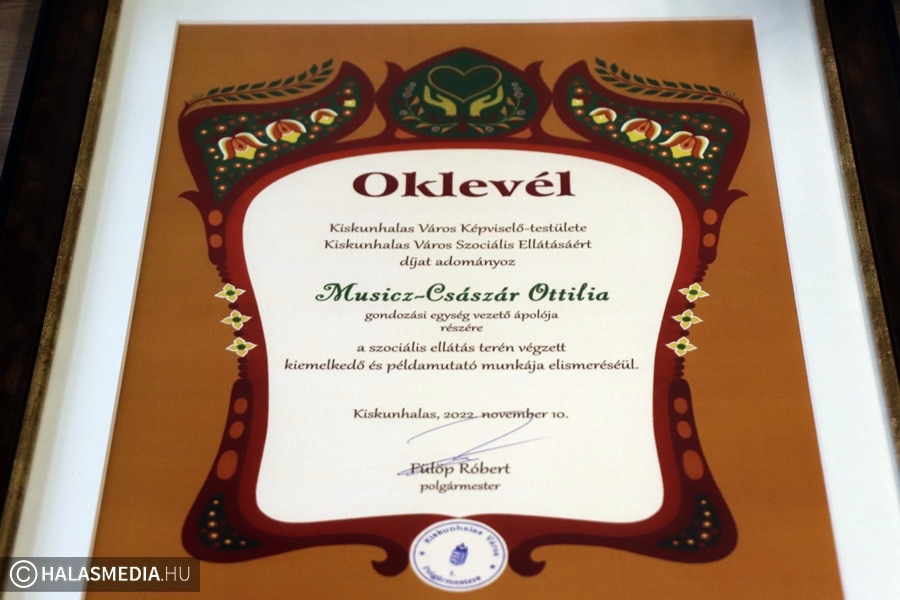 Oklevél
Kiskunhalas Város Képviselő-testülete
Kiskunhalas Város Szociális Ellátásáért
díjat adományoz
Musicz-Császár Ottilia
gondozási egység vezető ápolója
részére
a szociális ellátás terén végzett
kiemelkedő és példamutató munkája elismeréséül.
Kiskunhalas, 2022. november 10.
Fülöp Róbert
polgármester
Kiskunhalas Város
1.
Polgármestere
© HALASMEDIA.HU